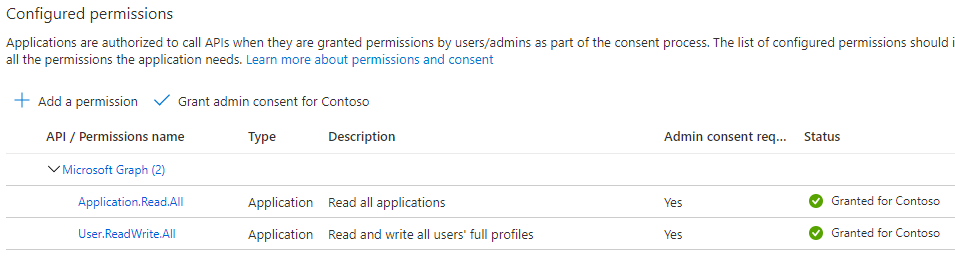 Configured permissions
Applications are authorized to call APIs when they are granted permissions by users/admins as part of the consent process. The list of configured permissions should i
all the permissions the application needs. Learn more about permissions and consent
Add a permission Grant admin consent for Contoso
API / Permissions name Type Description Admin consent req... Status
Microsoft Graph (2)
Application.Read.All Application Read all applications Yes Granted for Contoso
User.ReadWrite.All Application Read and write all users' full profiles Yes Granted for Contoso